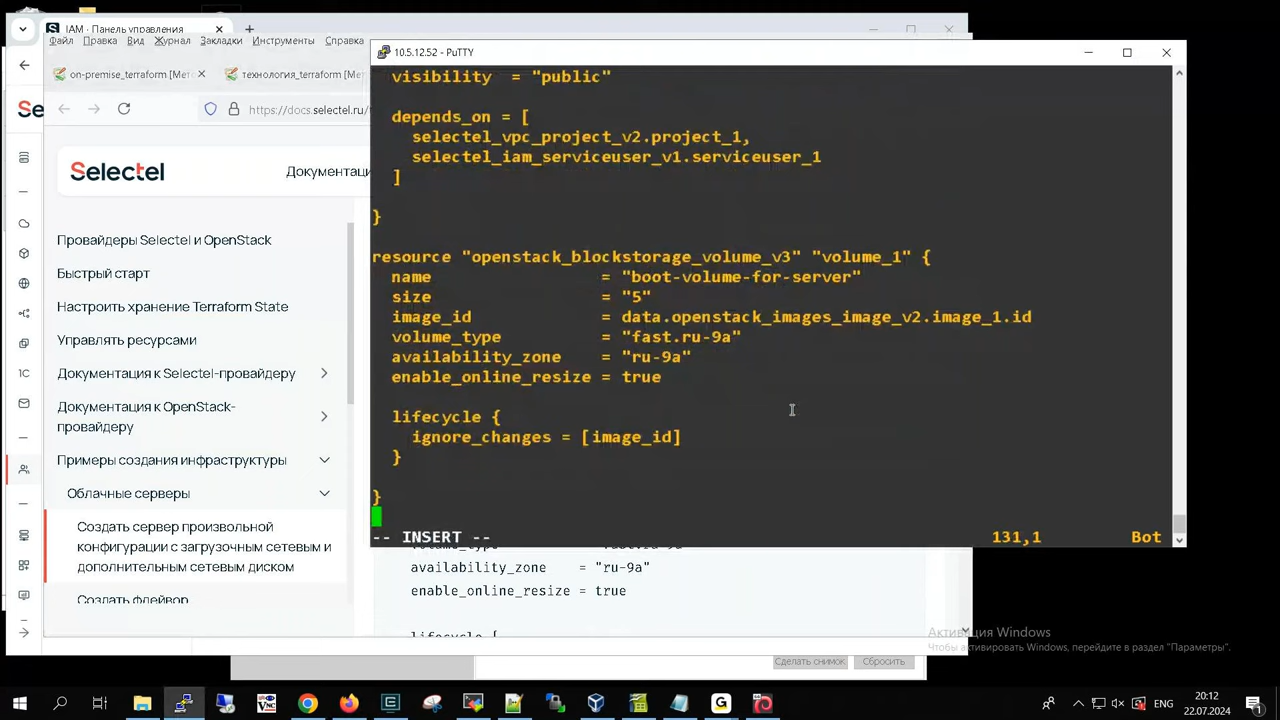 IAM · Панель управления
Файл Правка Вид Журнал Закладки Инструменты Справка
on-premise_terraform [Мет
технология_terraform [Мет
https://docs.selectel.ru/
Selectel
Документаци
Провайдеры Selectel и OpenStack
Быстрый старт
Настроить хранение Terraform State
Управлять ресурсами
Документация к Selectel-провайдеру
Документация к OpenStack-
провайдеру
Примеры создания инфраструктуры
Облачные серверы
Создать сервер произвольной
конфигурации с загрузочным сетевым и
дополнительным сетевым диском
Создать флейвор
1С
10.5.12.52 - PuTTY
visibility = "public"
depends_on = [
selectel_vpc_project_v2.project_1,
selectel_iam_serviceuser_v1.serviceuser_1
]
}
resource "openstack_blockstorage_volume_v3" "volume_1" {
name = "boot-volume-for-server"
size = "5"
image_id = data.openstack_images_image_v2.image_1.id
volume_type = "fast.ru-9a"
availability_zone = "ru-9a"
enable_online_resize = true
lifecycle {
ignore_changes = [image_id]
}
}
-- INSERT -- 131,1 Bot
availability_zone = "ru-9a"
enable_online_resize = true
lifecycle {
Сделать снимок Сбросить
Активация Windows
Чтобы активировать Windows, перейдите в раздел "Параметры".
ENG
20:12
22.07.2024